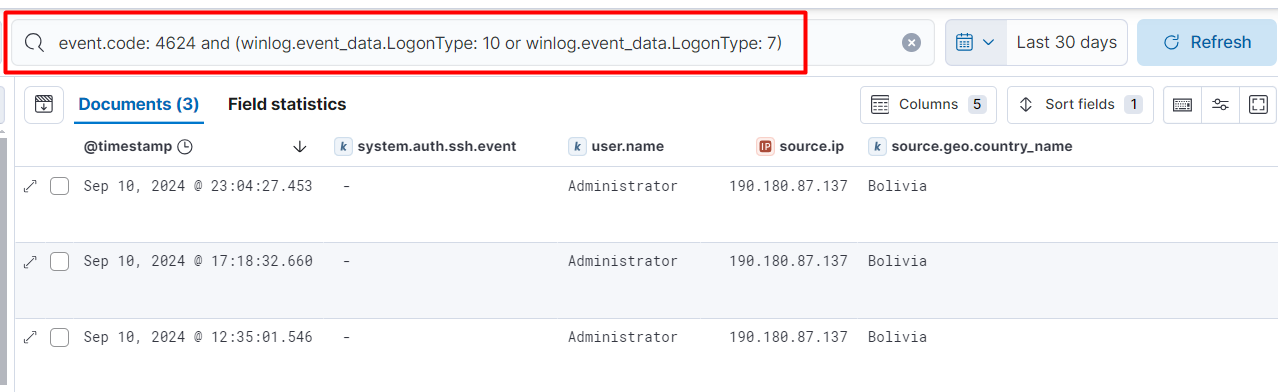 event.code: 4624 and (winlog.event_data.LogonType: 10 or winlog.event_data.LogonType: 7) Last 30 days Refresh
Documents (3) Field statistics Columns 5 Sort fields 1
@timestamp k system.auth.ssh.event k user.name IP source.ip k source.geo.country_name
Sep 10, 2024 @ 23:04:27.453 - Administrator 190.180.87.137 Bolivia
Sep 10, 2024 @ 17:18:32.660 - Administrator 190.180.87.137 Bolivia
Sep 10, 2024 @ 12:35:01.546 - Administrator 190.180.87.137 Bolivia